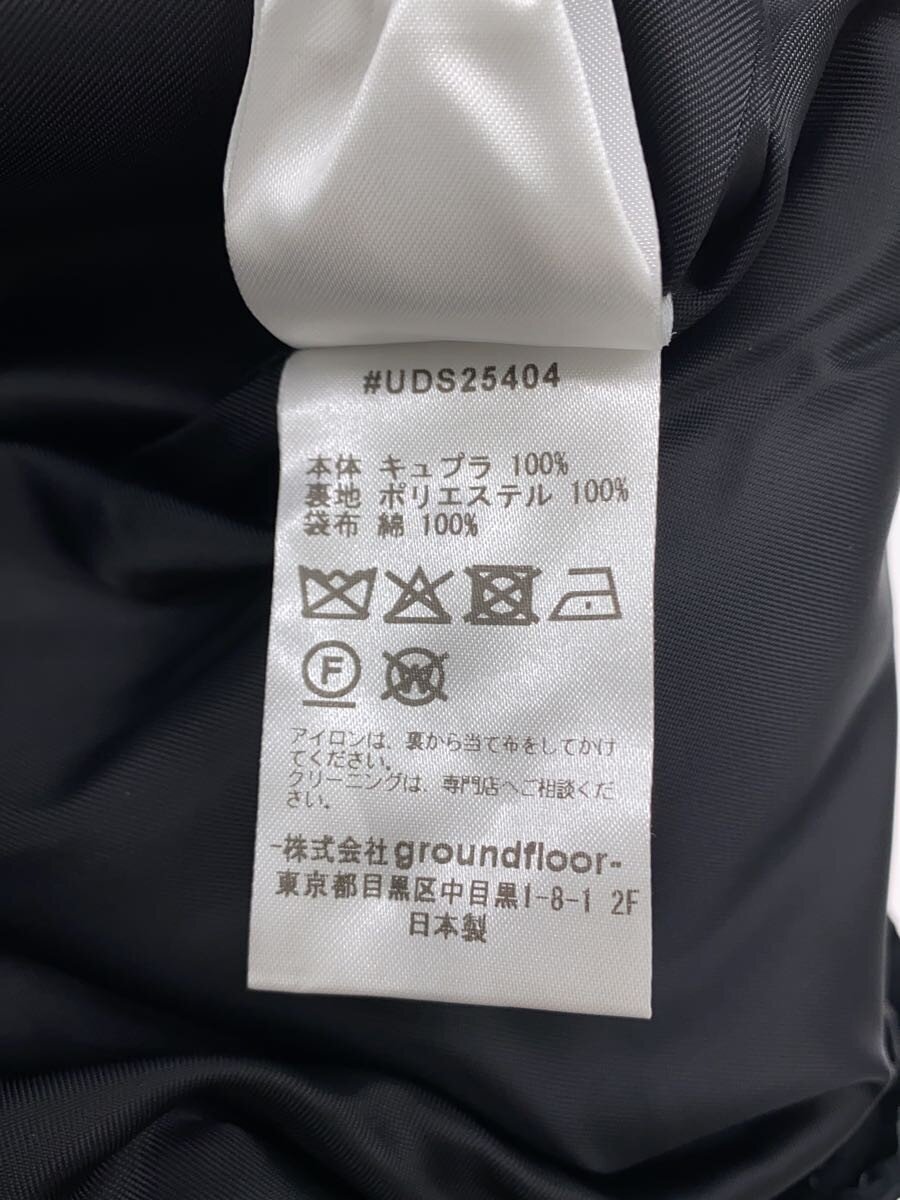 #UDS25404
本体 キュプラ 100%
裏地 ポリエステル 100%
袋布 綿 100%
F
W
アイロンは、裏から当て布をしてかけ
てください。
クリーニングは、専門店へご相談くだ
さい。
-株式会社groundfloor-
東京都目黒区中目黒1-8-1 2F
日本製